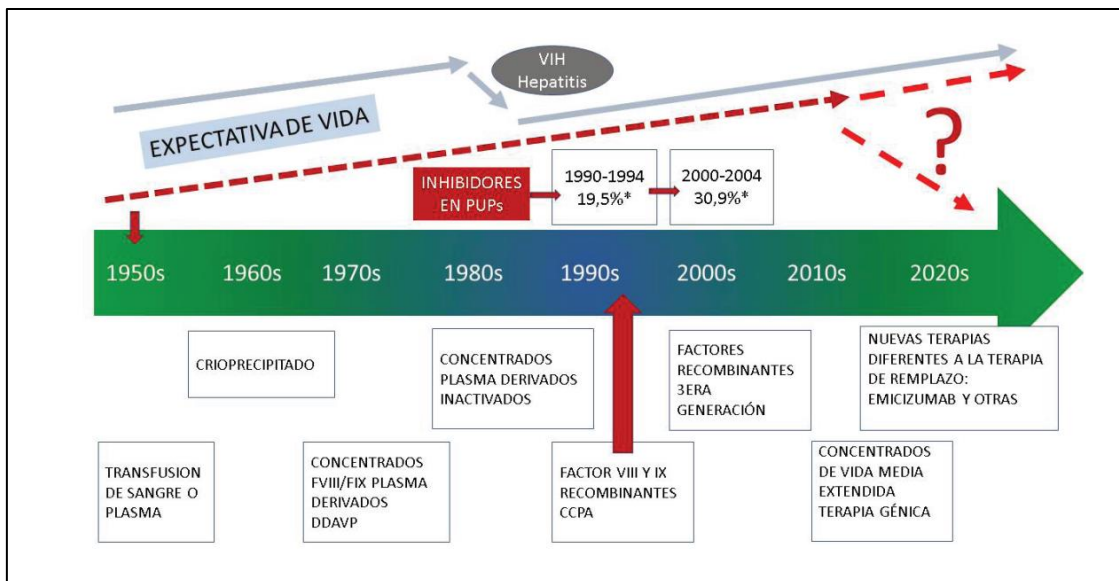 VIH
Hepatitis
EXPECTATIVA DE VIDA
?
INHIBIDORES
EN PUPs
1990-1994
19,5%*
2000-2004
30,9%*
1950s
1960s
1970s
1980s
1990s
2000s
2010s
2020s
CRIOPRECIPITADO
CONCENTRADOS
PLASMA DERIVADOS
INACTIVADOS
FACTORES
RECOMBINANTES
3ERA
GENERACIÓN
NUEVAS TERAPIAS
DIFERENTES A LA TERAPIA
DE REMPLAZO:
EMICIZUMAB Y OTRAS
TRANSFUSION
DE SANGRE O
PLASMA
CONCENTRADOS
FVIII/FIX PLASMA
DERIVADOS
DDAVP
FACTOR VIII Y IX
RECOMBINANTES
CCPA
CONCENTRADOS
DE VIDA MEDIA
EXTENDIDA
TERAPIA GÉNICA